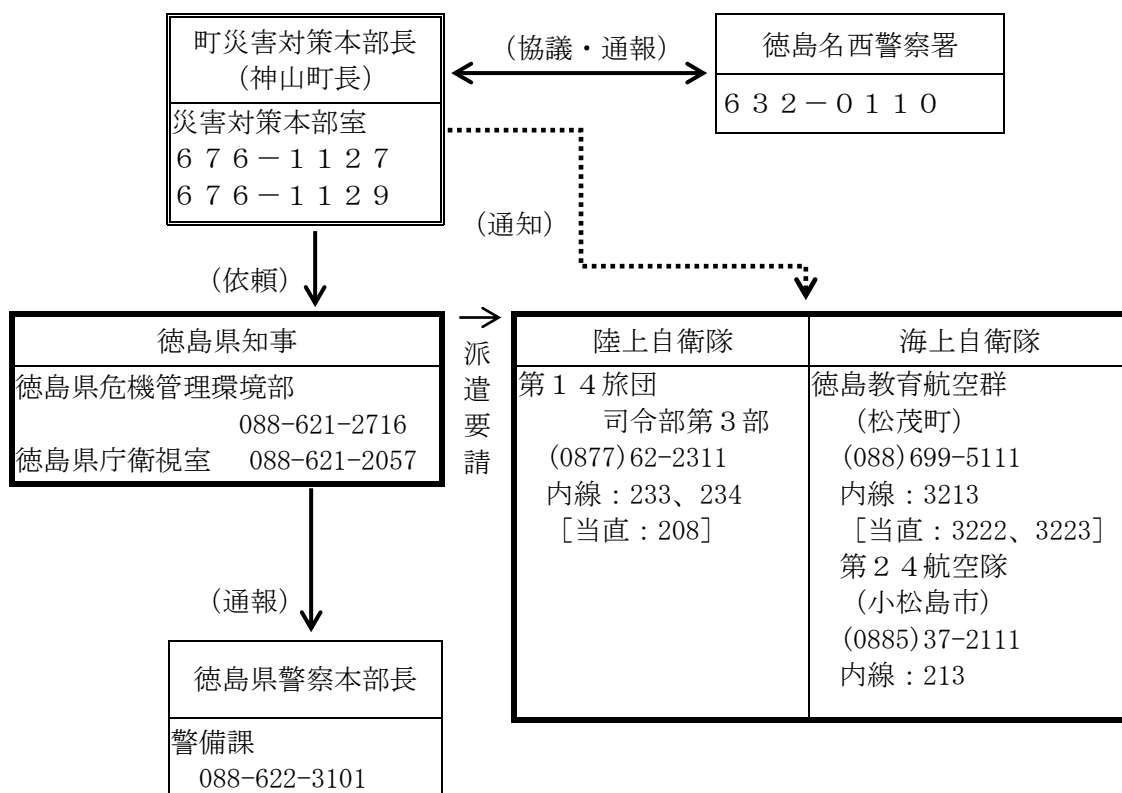 町災害対策本部長
(神山町長)
災害対策本部室
６７６－１１２７
６７６－１１２９
(協議・通報)
徳島名西警察署
６３２－０１１０
(通知)
(依頼)
徳島県知事
徳島県危機管理環境部
088-621-2716
徳島県庁衛視室　088-621-2057
派遣要請
陸上自衛隊
第１４旅団
司令部第３部
(0877)62-2311
内線：233、234
［当直：208］
海上自衛隊
徳島教育航空群
(松茂町)
(088)699-5111
内線：3213
［当直：3222、3223］
第２４航空隊
(小松島市)
(0885)37-2111
内線：213
(通報)
徳島県警察本部長
警備課
088-622-3101